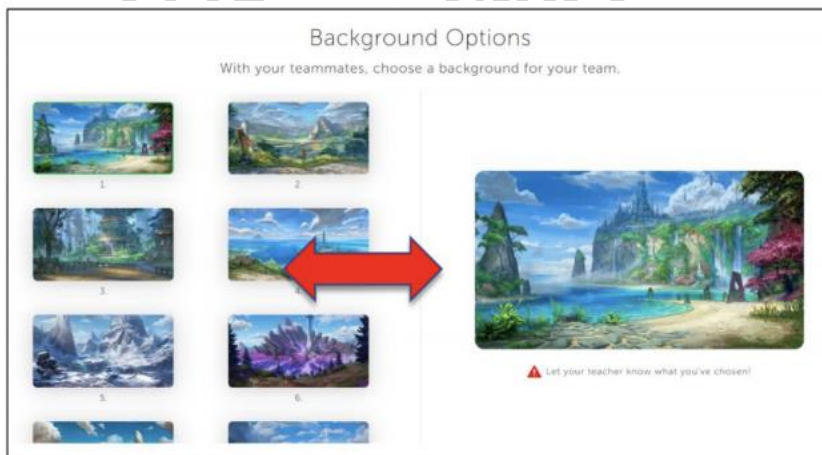 Background Options
With your teammates, choose a background for your team.
1.
2.
3.
5.
6.
Let your teacher know what you've chosen!